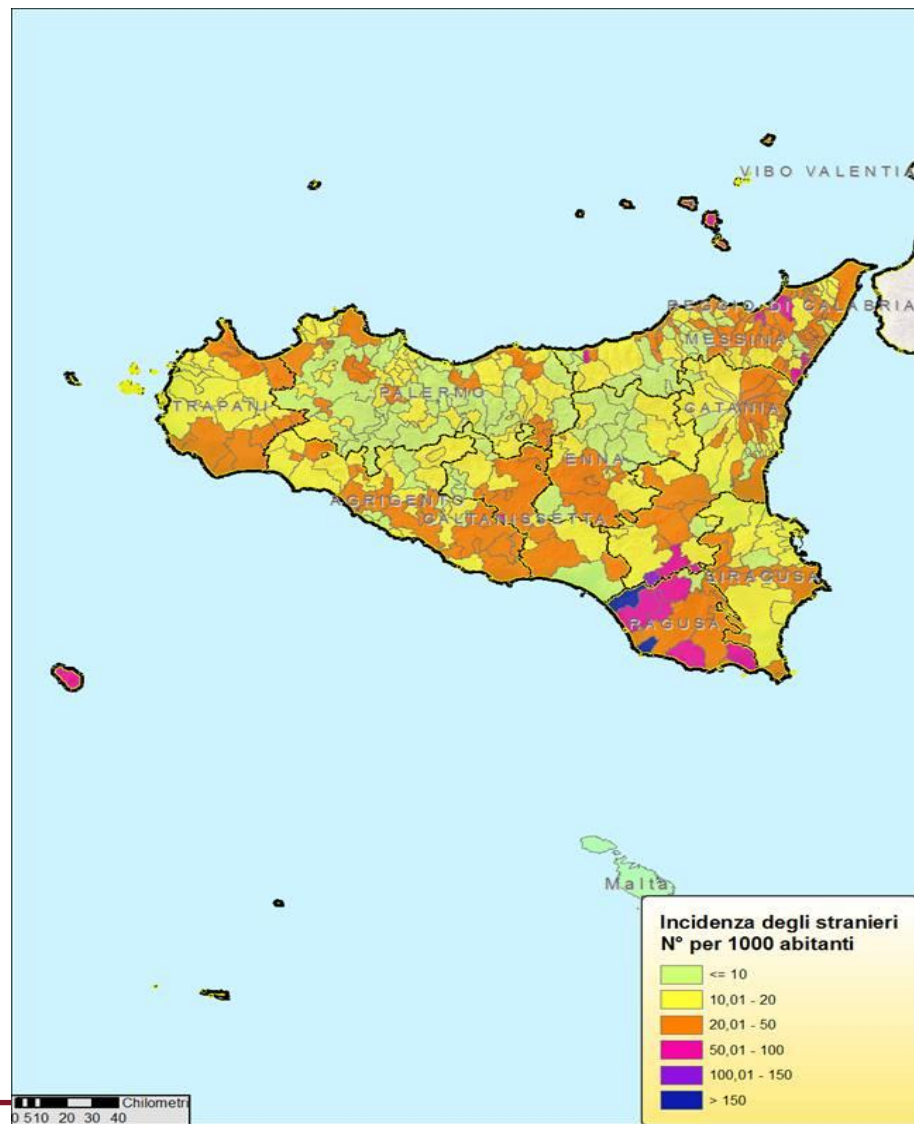 VIBO VALENTIA
REGGIO DI CALABRIA
MESSINA
PALERMO
TRAPANI
CATANIA
ENNA
AGRIGENTO
CALTANISSETTA
SIRACUSA
RAGUSA
Malta
Incidenza degli stranieri
N° per 1000 abitanti
<= 10
10,01 - 20
20,01 - 50
50,01 - 100
100,01 - 150
> 150
Chilometri
0 5 10 20 30 40